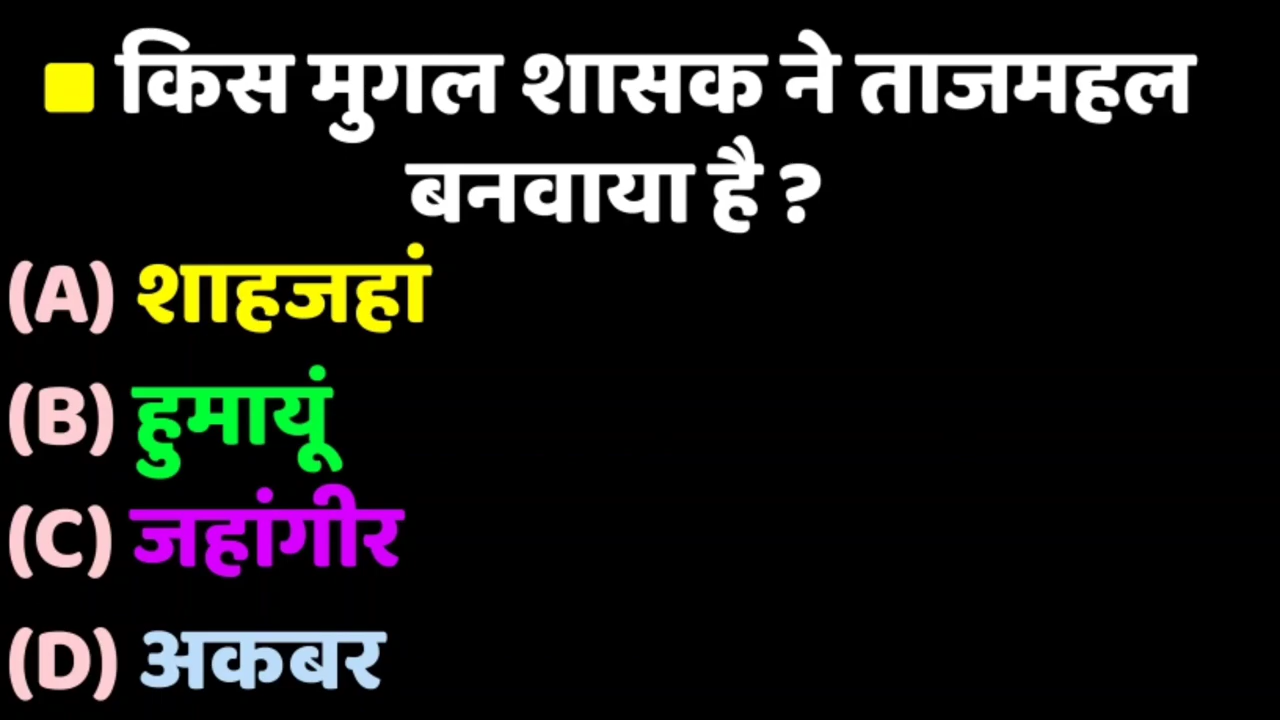 किस मुगल शासक ने ताजमहल
बनवाया है ?
(A) शाहजहां
(B) हुमायूं
(C) जहांगीर
(D) अकबर